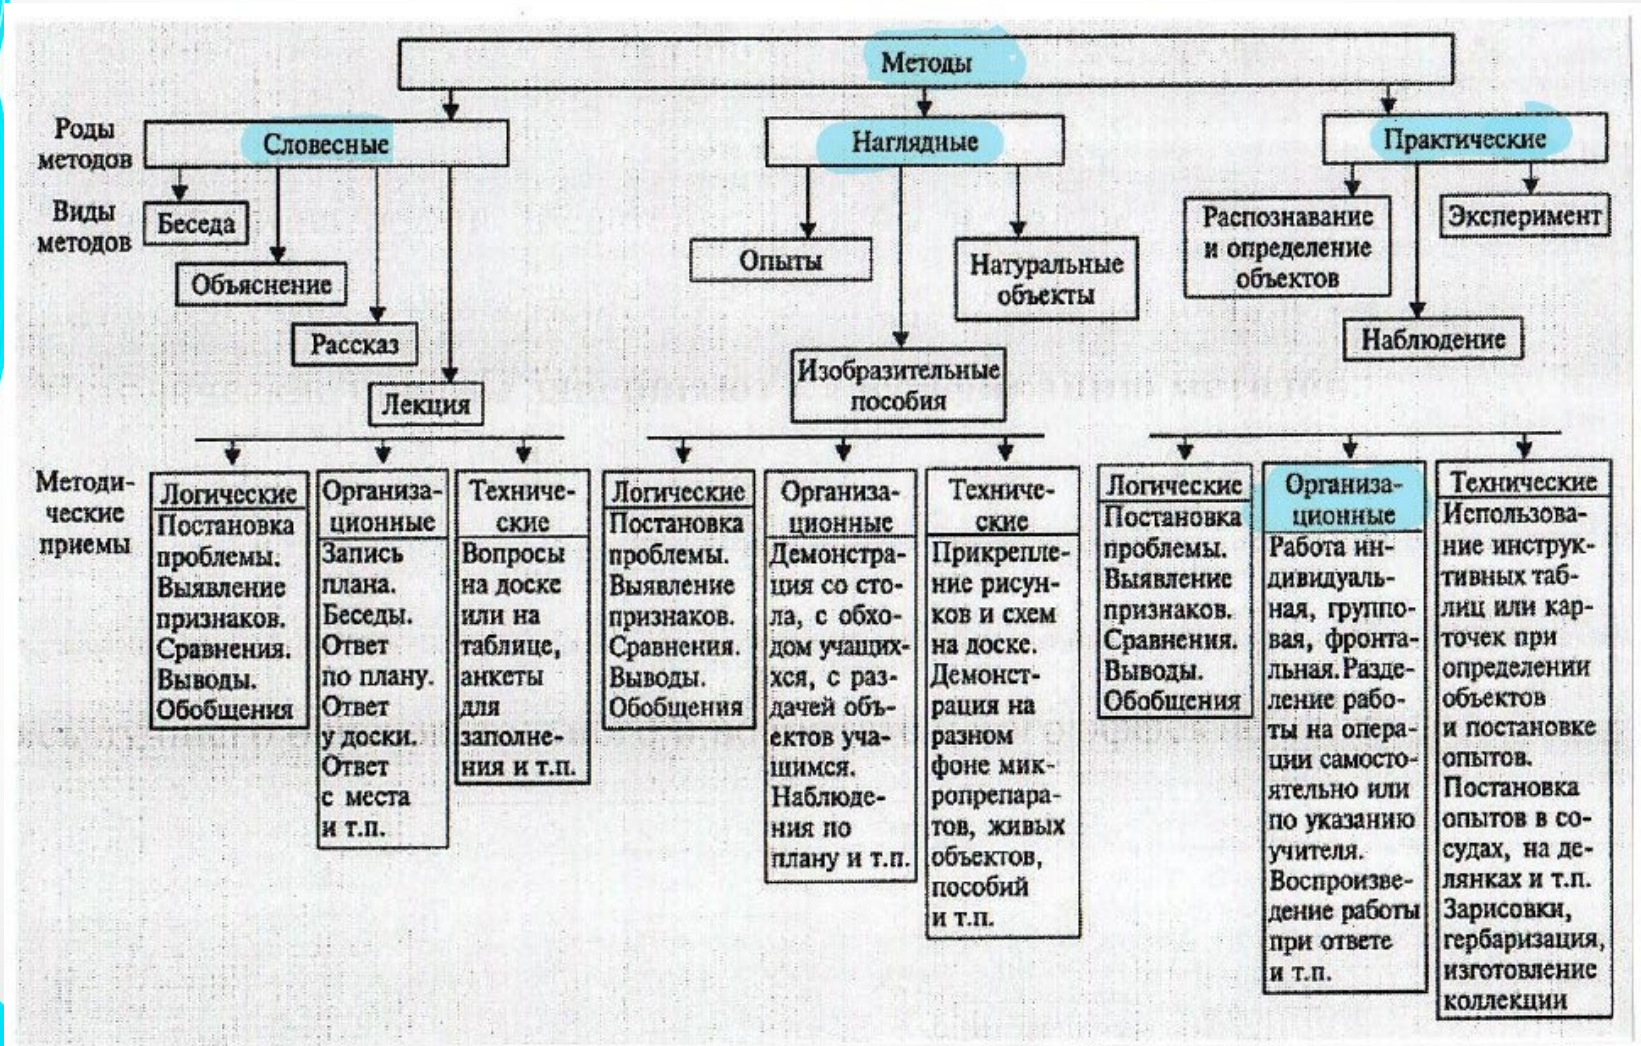 Методы
Роды
методов
Словесные
Наглядные
Практические
Виды
методов
Беседа
Объяснение
Рассказ
Лекция
Опыты
Изобразительные
пособия
Натуральные
объекты
Распознавание
и определение
объектов
Наблюдение
Эксперимент
Методи-
ческие
приемы
Логические
Постановка
проблемы.
Выявление
признаков.
Сравнения.
Выводы.
Обобщения
Организа-
ционные
Запись
плана.
Беседы.
Ответ
по плану.
Ответ
у доски.
Ответ
с места
и т.п.
Техниче-
ские
Вопросы
на доске
или на
таблице,
анкеты
для
заполне-
ния и т.п.
Логические
Постановка
проблемы.
Выявление
признаков.
Сравнения.
Выводы.
Обобщения
Организа-
ционные
Демонстра-
ция со сто-
ла, с обхо-
дом учащих-
хся, с раз-
дачей объ-
ектов уча-
шимся.
Наблюде-
ния по
плану и т.п.
Техниче-
ские
Прикрепле-
ние рисун-
ков и схем
на доске.
Демонст-
рация на
разном
фоне мик-
ропрепара-
тов, живых
объектов,
пособий
и т.п.
Логические
Постановка
проблемы.
Выявление
признаков.
Сравнения.
Выводы.
Обобщения
Организа-
ционные
Работа ин-
дивидуаль-
ная, группо-
вая, фронта-
льная. Разде-
ление рабо-
ты на опера-
ции самосто-
ятельно или
по указанию
учителя.
Воспроизве-
дение работы
при ответе
и т.п.
Технические
Использова-
ние инструк-
тивных таб-
лиц или кар-
точек при
определении
объектов
и постановке
опытов.
Постановка
опытов в со-
судах, на де-
лянках и т.п.
Зарисовки,
гербаризация,
изготовление
коллекции